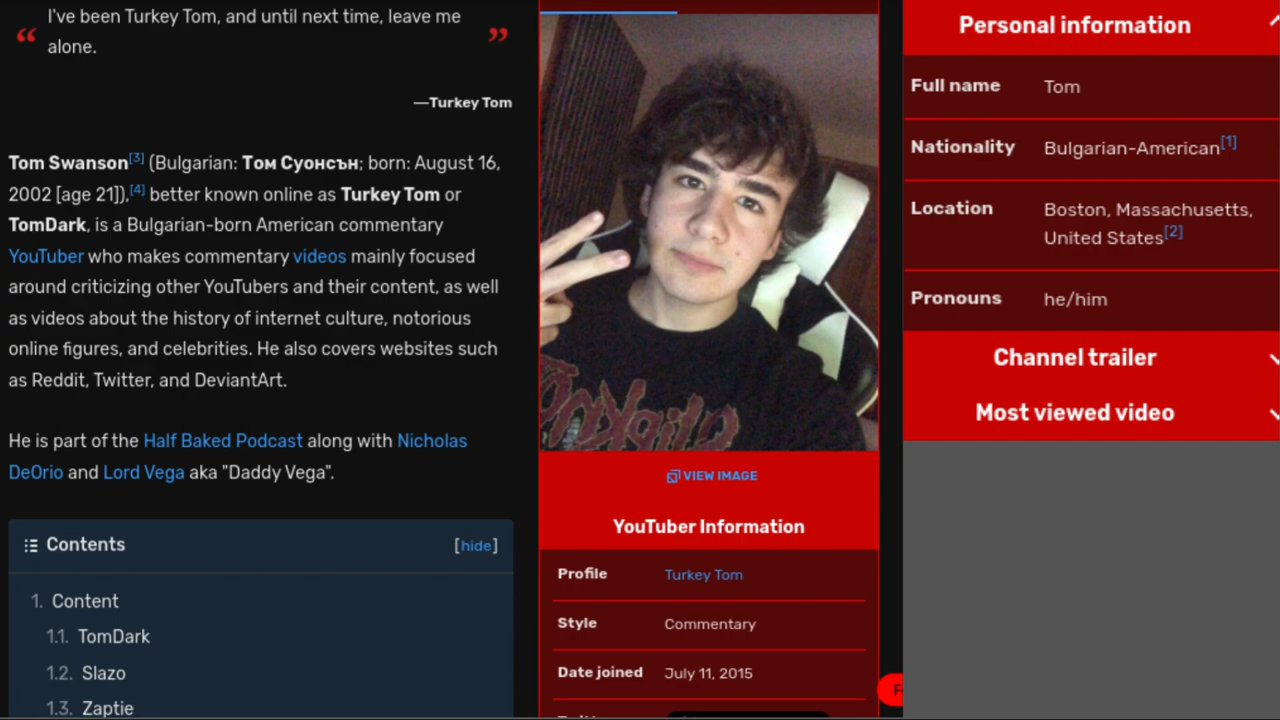 I've been Turkey Tom, and until next time, leave me
“ alone. ”
—Turkey Tom
Tom Swanson[3] (Bulgarian: Том Суонсън; born: August 16,
2002 [age 21]),[4] better known online as Turkey Tom or
TomDark, is a Bulgarian-born American commentary
YouTuber who makes commentary videos mainly focused
around criticizing other YouTubers and their content, as well
as videos about the history of internet culture, notorious
online figures, and celebrities. He also covers websites such
as Reddit, Twitter, and DeviantArt.
He is part of the Half Baked Podcast along with Nicholas
DeOrio and Lord Vega aka "Daddy Vega".
Contents [hide]
1. Content
1.1. TomDark
1.2. Slazo
1.3. Zaptie
VIEW IMAGE
YouTuber Information
Profile Turkey Tom
Style Commentary
Date joined July 11, 2015
Personal information
Full name Tom
Nationality Bulgarian-American[1]
Location Boston, Massachusetts,
United States[2]
Pronouns he/him
Channel trailer
Most viewed video